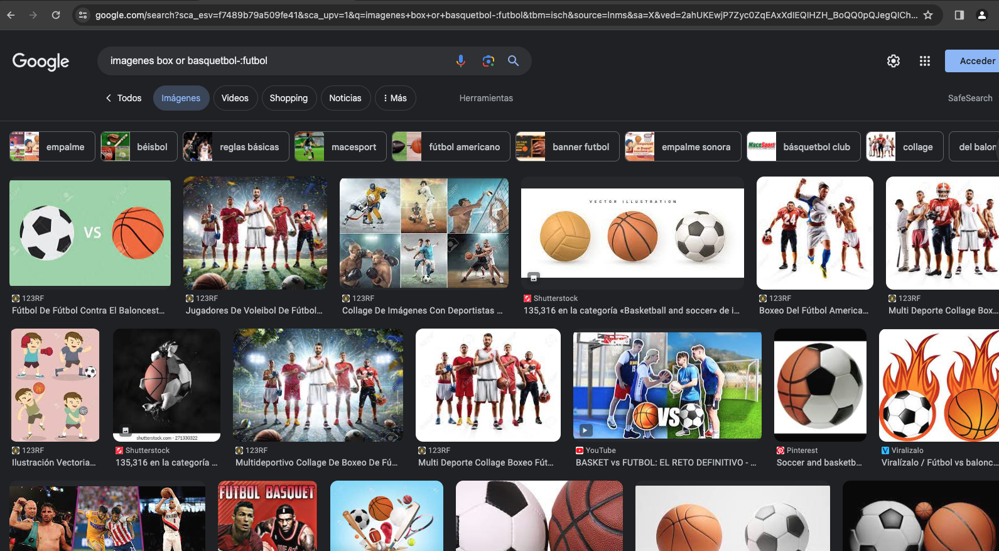 google.com/search?sca_esv=f7489b79a509fe41&sca_upv=1&q=imagenes+box+or+basquetbol-:futbol&tbm=isch&source=lnms&sa=X&ved=2ahUKEwjP7Zyc0ZqEAxXdIEQIHZH_BoQQ0pQJegQICh...
Google
imagenes box or basquetbol-:futbol
Acceder
Todos
Imágenes
Videos
Shopping
Noticias
Más
Herramientas
SafeSearch
empalme
béisbol
reglas básicas
macesport
fútbol americano
banner futbol
empalme sonora
MaceSport
básquetbol club
collage
del balon
VS
VECTOR ILLUSTRATION
24
123RF
Fútbol De Fútbol Contra El Baloncest...
123RF
Jugadores De Voleibol De Fútbol...
123RF
Collage De Imágenes Con Deportistas ...
Shutterstock
135,316 en la categoría «Basketball and soccer» de i...
123RF
Boxeo Del Fútbol America...
123RF
Multi Deporte Collage Box...
shutterstock.com · 271330322
VS
123RF
Ilustración Vectoria...
Shutterstock
135,316 en la categoría ...
123RF
Multideportivo Collage De Boxeo De Fú...
123RF
Multi Deporte Collage Boxeo Fút...
YouTube
BASKET vs FUTBOL: EL RETO DEFINITIVO - ...
Pinterest
Soccer and basketb...
Viralizalo
Viralízalo / Fútbol vs balonc...
FUTBOL BASQUET